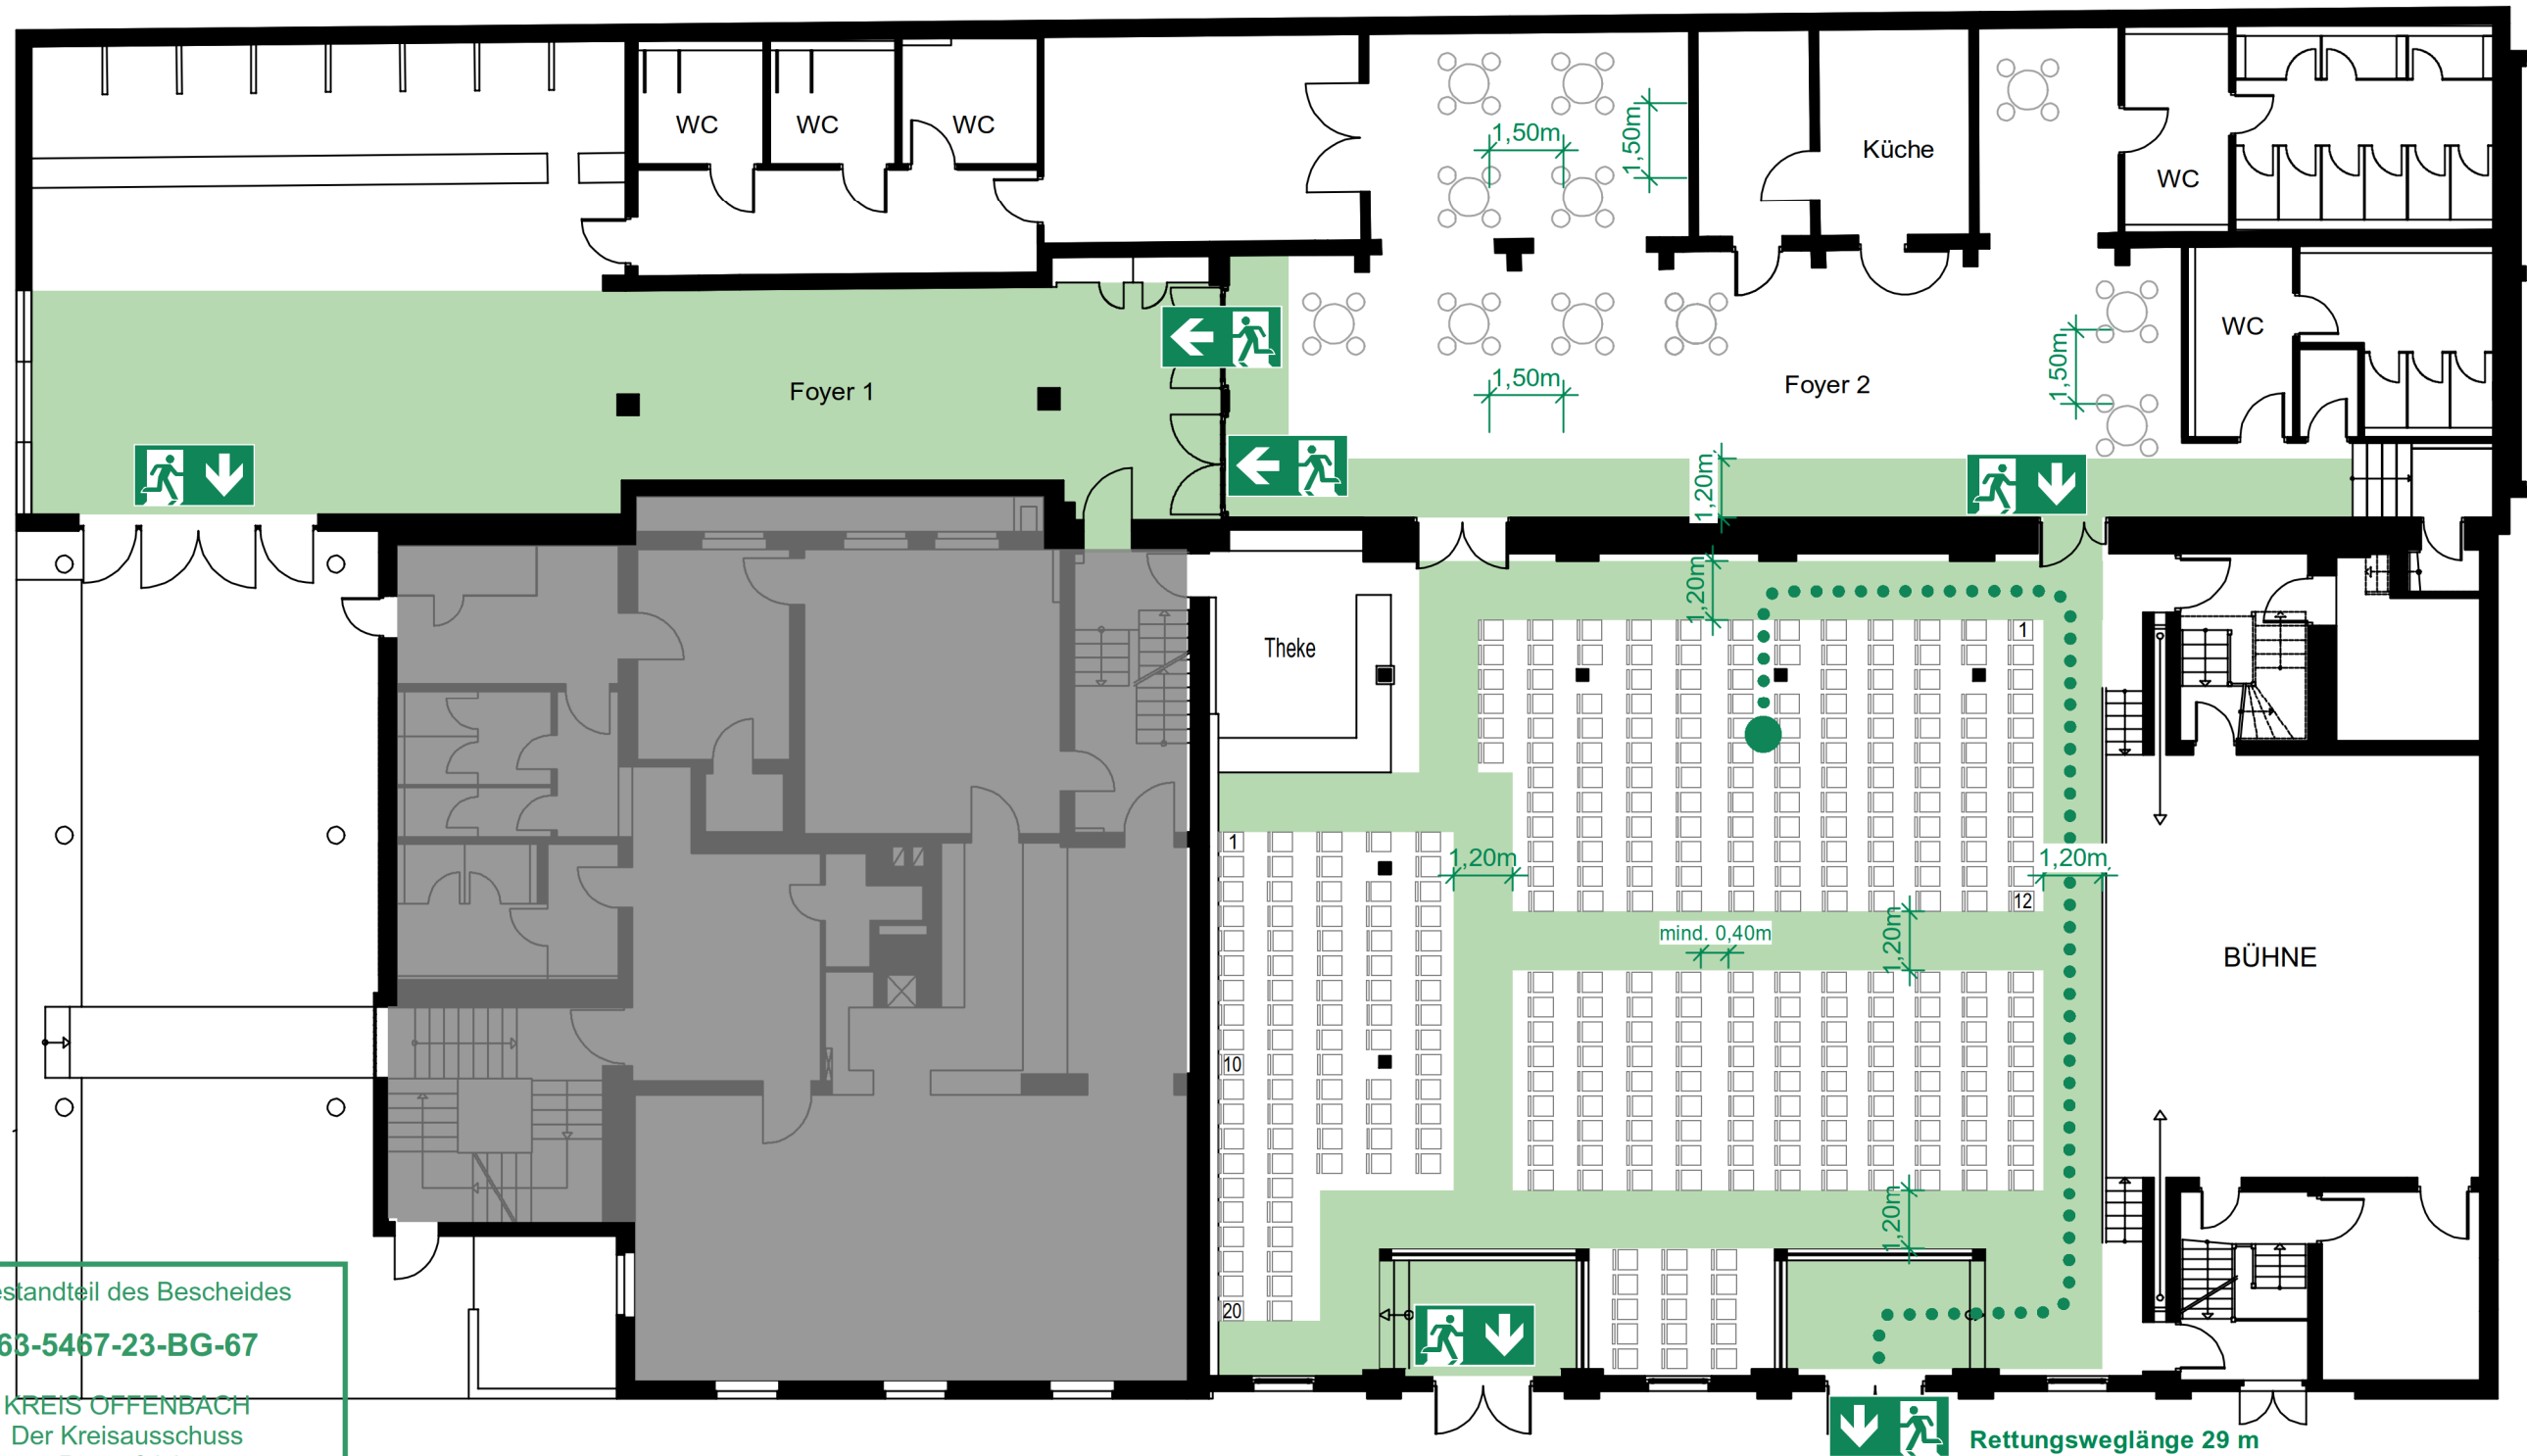 WC
WC
WC
1,50m
1,50m
Küche
WC
WC
Foyer 1
1,50m
Foyer 2
1,50m
1,20m
1,20m
Theke
1
1
1,20m
1,20m
12
mind. 0,40m
1,20m
BÜHNE
10
1,20m
20
standteil des Bescheides
63-5467-23-BG-67
KREIS OFFENBACH
Der Kreisausschuss
Rettungsweglänge 29 m